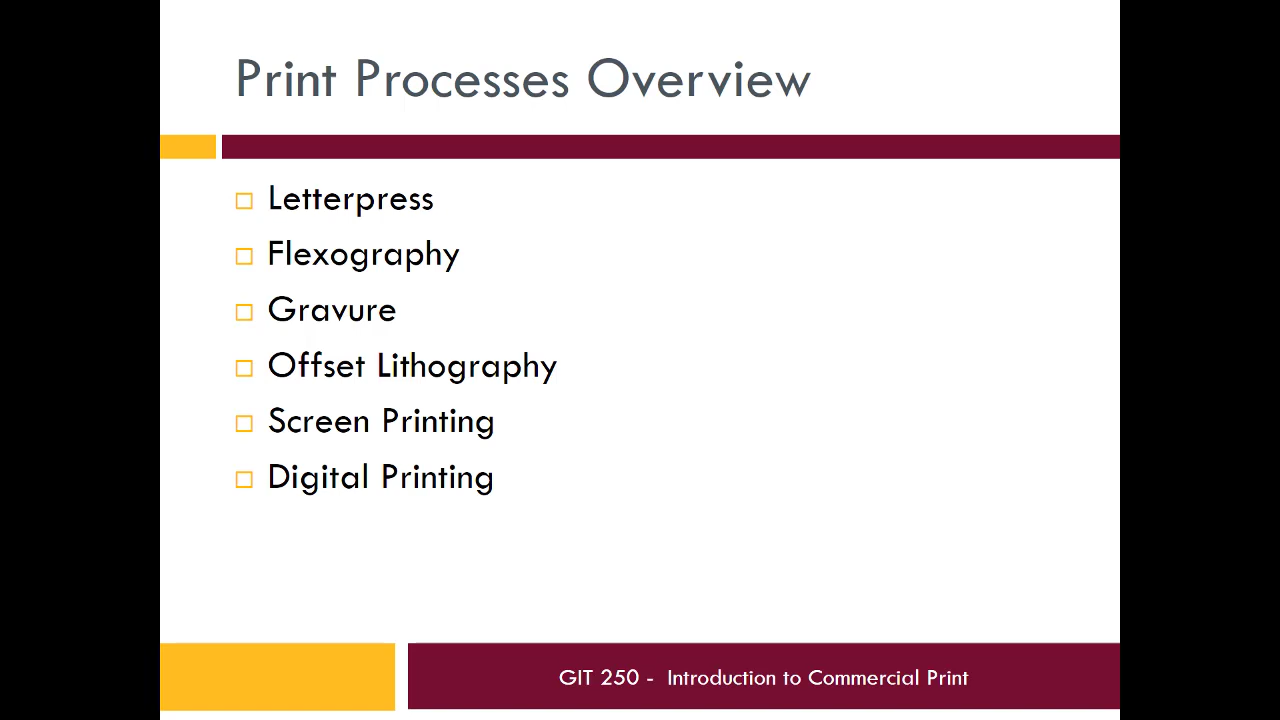 Print Processes Overview
Letterpress
Flexography
Gravure
Offset Lithography
Screen Printing
Digital Printing
GIT 250 - Introduction to Commercial Print